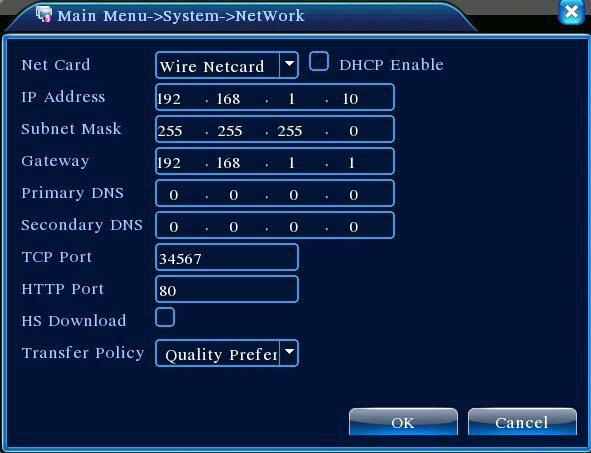 Main Menu->System->NetWork
Net Card Wire Netcard DHCP Enable
IP Address 192 . 168 . 1 . 10
Subnet Mask 255 . 255 . 255 . 0
Gateway 192 . 168 . 1 . 1
Primary DNS 0 . 0 . 0 . 0
Secondary DNS 0 . 0 . 0 . 0
TCP Port 34567
HTTP Port 80
HS Download
Transfer Policy Quality Prefer
OK Cancel